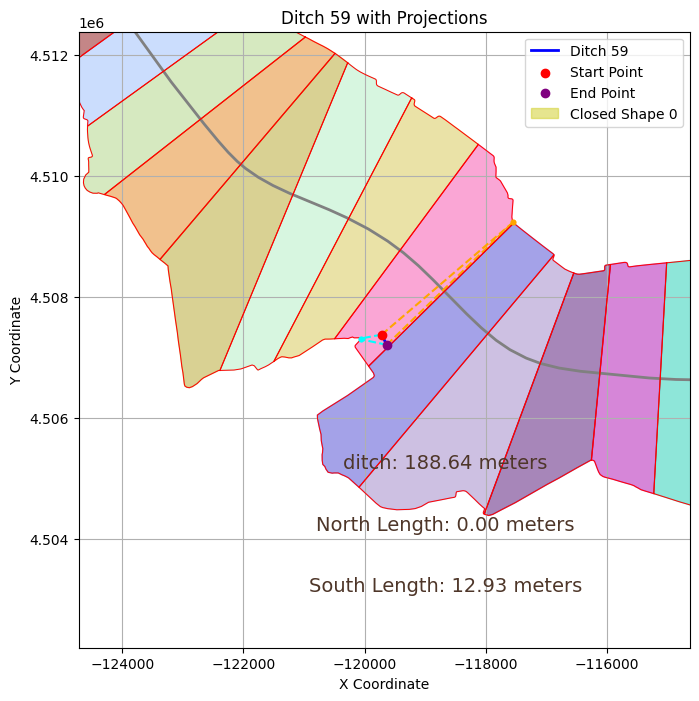 Ditch 59 with Projections
1e6
Ditch 59
Start Point
End Point
Closed Shape 0
4.512
4.510
4.508
4.506
4.504
Y Coordinate
ditch: 188.64 meters
North Length: 0.00 meters
South Length: 12.93 meters
−124000
−122000
−120000
−118000
−116000
X Coordinate